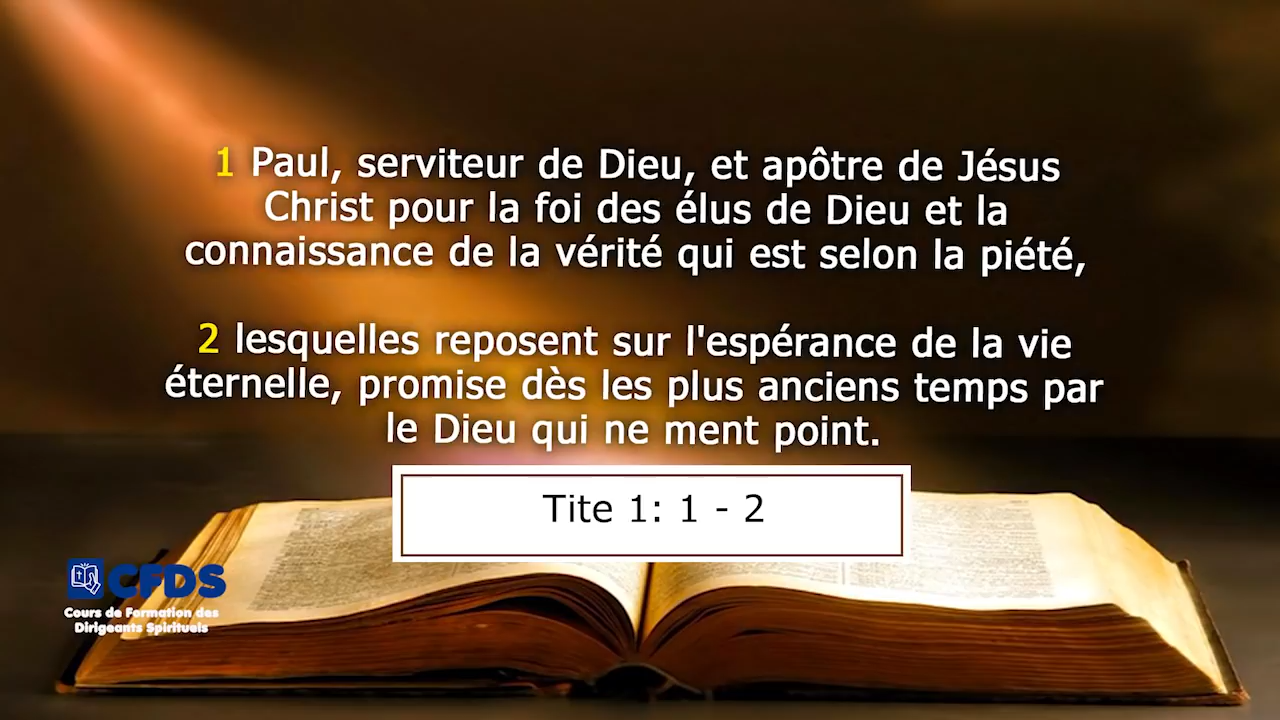 1 Paul, serviteur de Dieu, et apôtre de Jésus
Christ pour la foi des élus de Dieu et la
connaissance de la vérité qui est selon la piété,
2 lesquelles reposent sur l'espérance de la vie
éternelle, promise dès les plus anciens temps par
le Dieu qui ne ment point.
Tite 1: 1 - 2
CFDS
Cours de Formation des
Dirigeants Spirituels